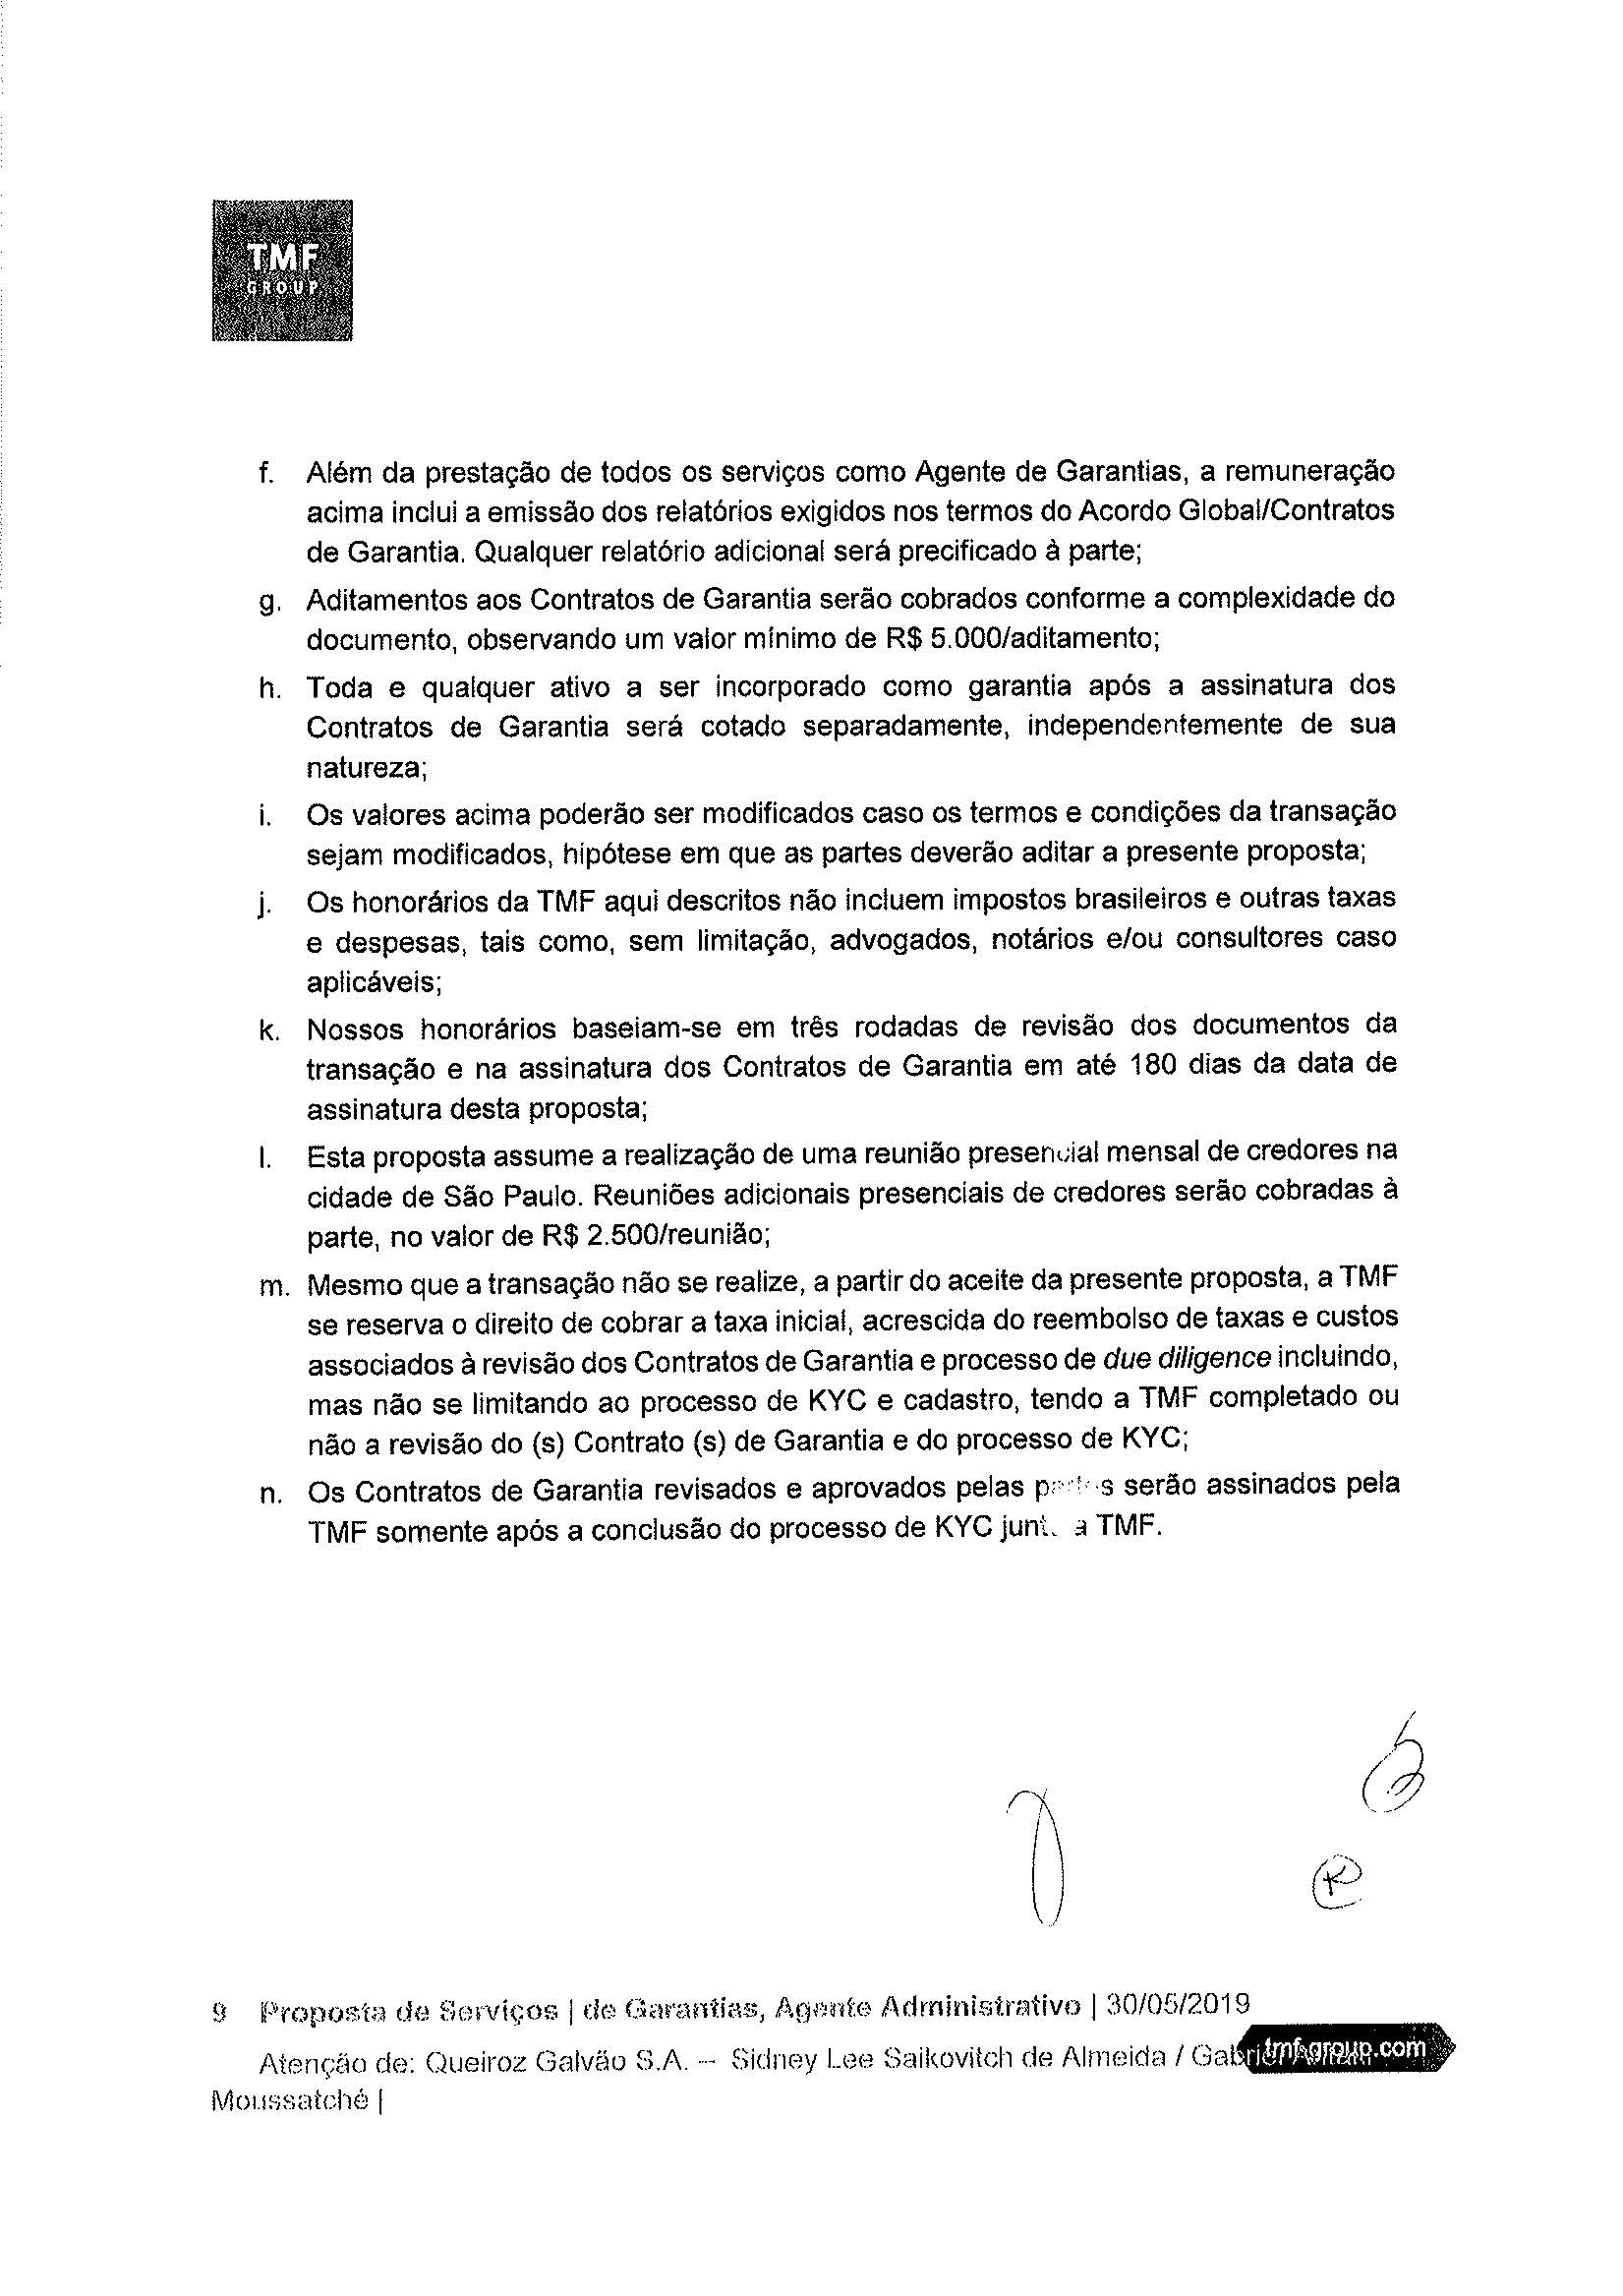 TMF
GROUP
f. Além da prestação de todos os serviços como Agente de Garantias, a remuneração
acima inclui a emissão dos relatórios exigidos nos termos do Acordo Global/Contratos
de Garantia. Qualquer relatório adicional será precificado à parte;
g. Aditamentos aos Contratos de Garantia serão cobrados conforme a complexidade do
documento, observando um valor mínimo de R$ 5.000/aditamento;
h. Toda e qualquer ativo a ser incorporado como garantia após a assinatura dos
Contratos de Garantia será cotado separadamente, independentemente de sua
natureza;
i. Os valores acima poderão ser modificados caso os termos e condições da transação
sejam modificados, hipótese em que as partes deverão aditar a presente proposta;
j. Os honorários da TMF aqui descritos não incluem impostos brasileiros e outras taxas
e despesas, tais como, sem limitação, advogados, notários e/ou consultores caso
aplicáveis;
k. Nossos honorários baseiam-se em três rodadas de revisão dos documentos da
transação e na assinatura dos Contratos de Garantia em até 180 dias da data de
assinatura desta proposta;
l. Esta proposta assume a realização de uma reunião presencial mensal de credores na
cidade de São Paulo. Reuniões adicionais presenciais de credores serão cobradas à
parte, no valor de R$ 2.500/reunião;
m. Mesmo que a transação não se realize, a partir do aceite da presente proposta, a TMF
se reserva o direito de cobrar a taxa inicial, acrescida do reembolso de taxas e custos
associados à revisão dos Contratos de Garantia e processo de due diligence incluindo,
mas não se limitando ao processo de KYC e cadastro, tendo a TMF completado ou
não a revisão do (s) Contrato (s) de Garantia e do processo de KYC;
n. Os Contratos de Garantia revisados e aprovados pelas partes serão assinados pela
TMF somente após a conclusão do processo de KYC junto a TMF.
9 Proposta de Serviços | de Garantias, Agente Administrativo | 30/05/2019
Atenção de: Queiroz Galvão S.A. – Sidney Lee Saikovitch de Almeida / Gabriel
tmf-group.com
Moussatché |